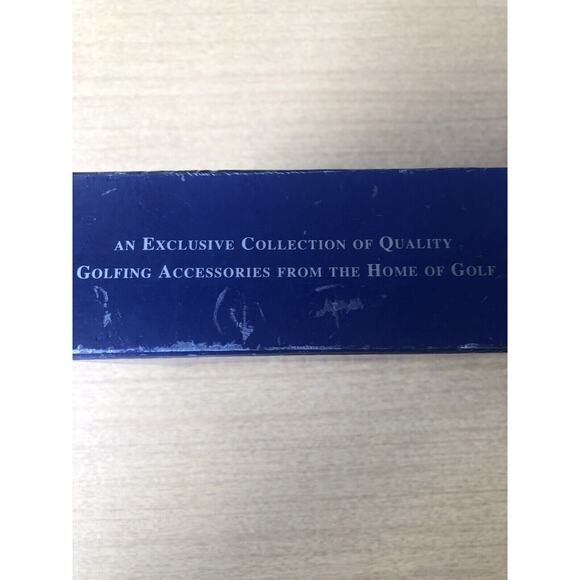 AN EXCLUSIVE COLLECTION OF QUALITY
GOLFING ACCESSORIES FROM THE HOME OF GOLF